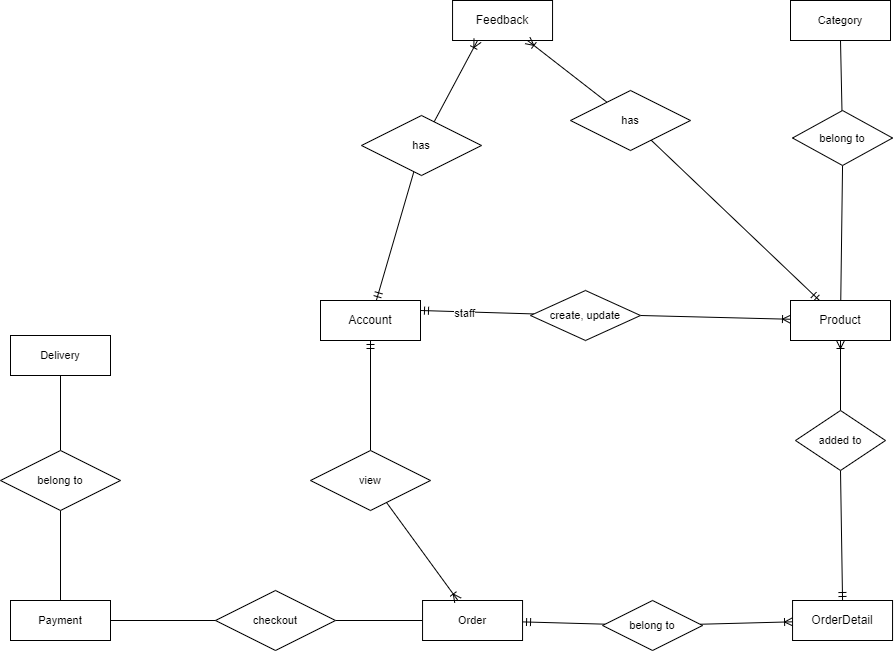 Feedback
Category
has
has
belong to
Account
staff
create, update
Product
Delivery
added to
belong to
view
Payment
checkout
Order
belong to
OrderDetail